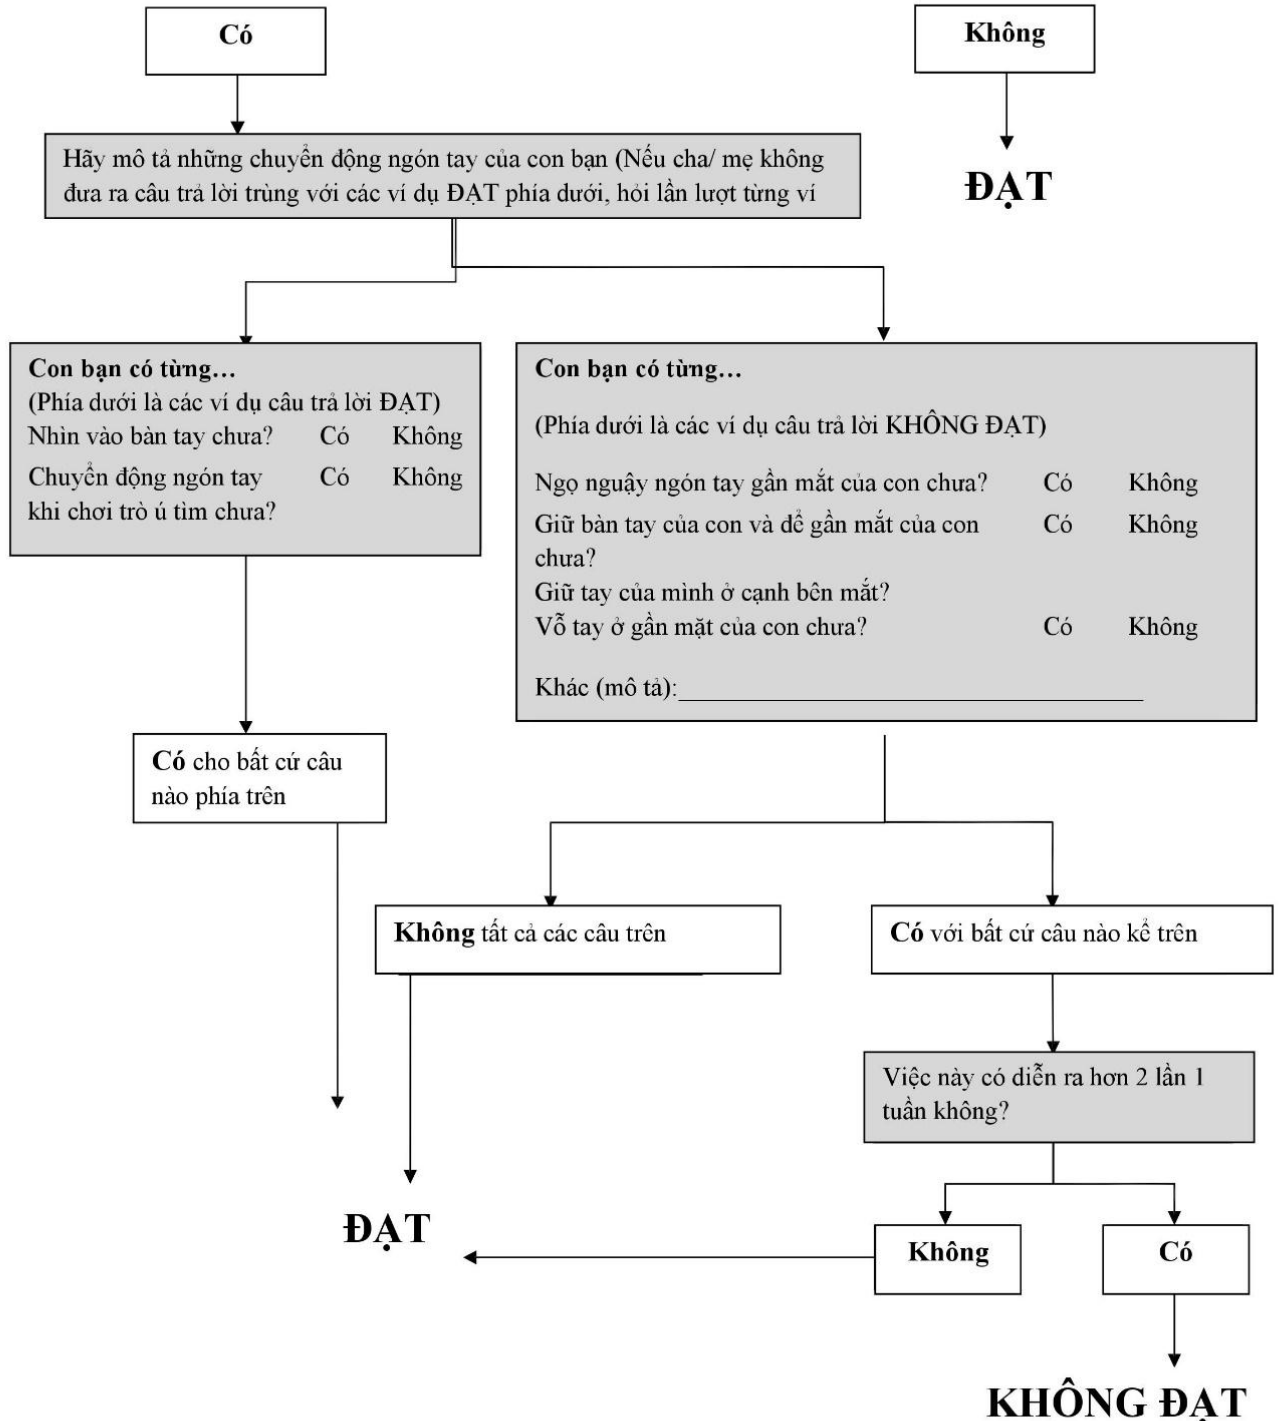 Có
Không
Hãy mô tả những chuyển động ngón tay của con bạn (Nếu cha/ mẹ không
đưa ra câu trả lời trùng với các ví dụ ĐẠT phía dưới, hỏi lần lượt từng ví
ĐẠT
Con bạn có từng…
(Phía dưới là các ví dụ câu trả lời ĐẠT)
Nhìn vào bàn tay chưa? Có Không
Chuyển động ngón tay Có Không
khi chơi trò ú tìm chưa?
Con bạn có từng…
(Phía dưới là các ví dụ câu trả lời KHÔNG ĐẠT)
Ngọ nguậy ngón tay gần mắt của con chưa? Có Không
Giữ bàn tay của con và để gần mắt của con Có Không
chưa?
Giữ tay của mình ở cạnh bên mắt?
Vỗ tay ở gần mặt của con chưa? Có Không
Khác (mô tả):
Có cho bất cứ câu
nào phía trên
Không tất cả các câu trên
Có với bất cứ câu nào kể trên
Việc này có diễn ra hơn 2 lần 1
tuần không?
ĐẠT
Không
Có
KHÔNG ĐẠT